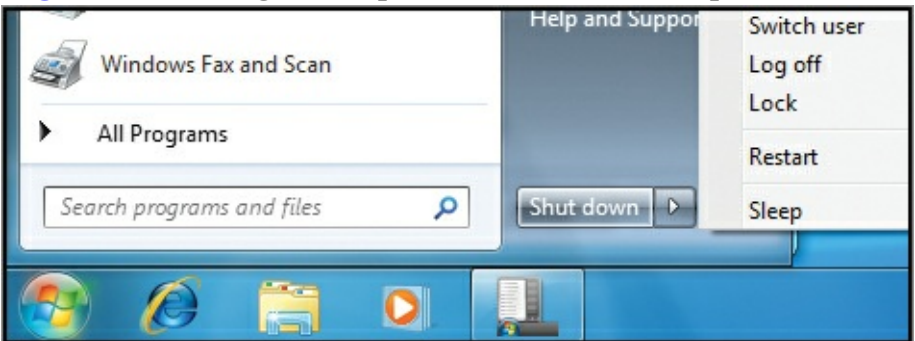 Help and Suppor
Windows Fax and Scan
All Programs
Search programs and files
Shut down
Switch user
Log off
Lock
Restart
Sleep